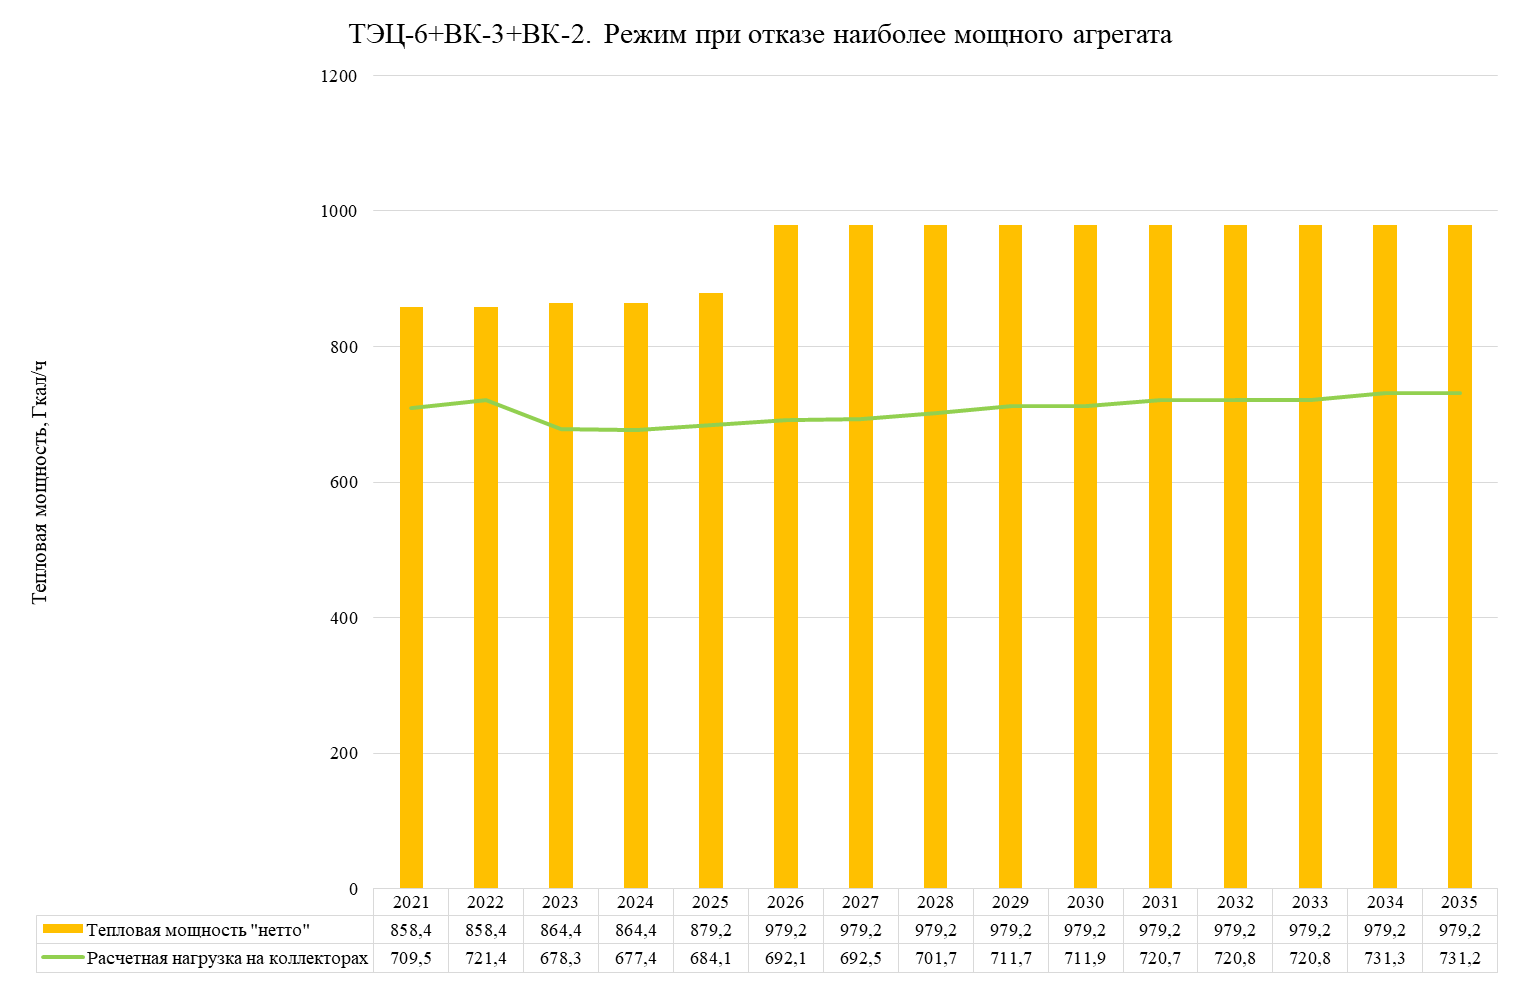 ТЭЦ-6+ВК-3+ВК-2. Режим при отказе наиболее мощного агрегата
Тепловая мощность, Гкал/ч
1200
1000
800
600
400
200
0
2021 2022 2023 2024 2025 2026 2027 2028 2029 2030 2031 2032 2033 2034 2035
Тепловая мощность "нетто" 858,4 858,4 864,4 864,4 879,2 979,2 979,2 979,2 979,2 979,2 979,2 979,2 979,2 979,2 979,2
Расчетная нагрузка на коллекторах 709,5 721,4 678,3 677,4 684,1 692,1 692,5 701,7 711,7 711,9 720,7 720,8 720,8 731,3 731,2